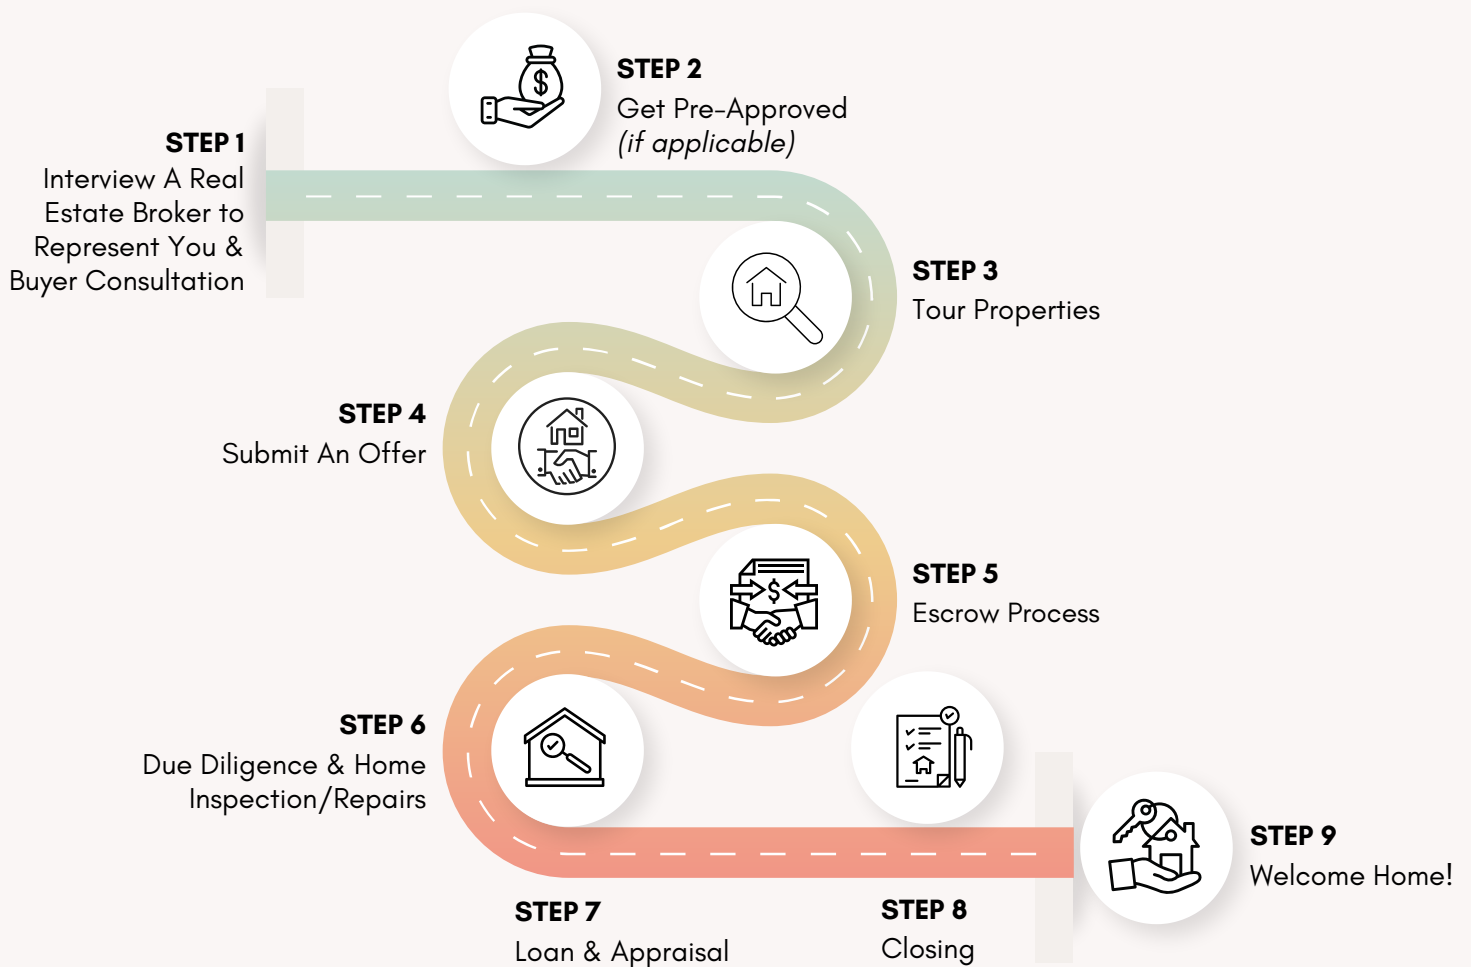 STEP 1
Interview A Real
Estate Broker to
Represent You &
Buyer Consultation
STEP 2
Get Pre-Approved
(if applicable)
STEP 3
Tour Properties
STEP 4
Submit An Offer
STEP 5
Escrow Process
STEP 6
Due Diligence & Home
Inspection/Repairs
STEP 7
Loan & Appraisal
STEP 8
Closing
STEP 9
Welcome Home!